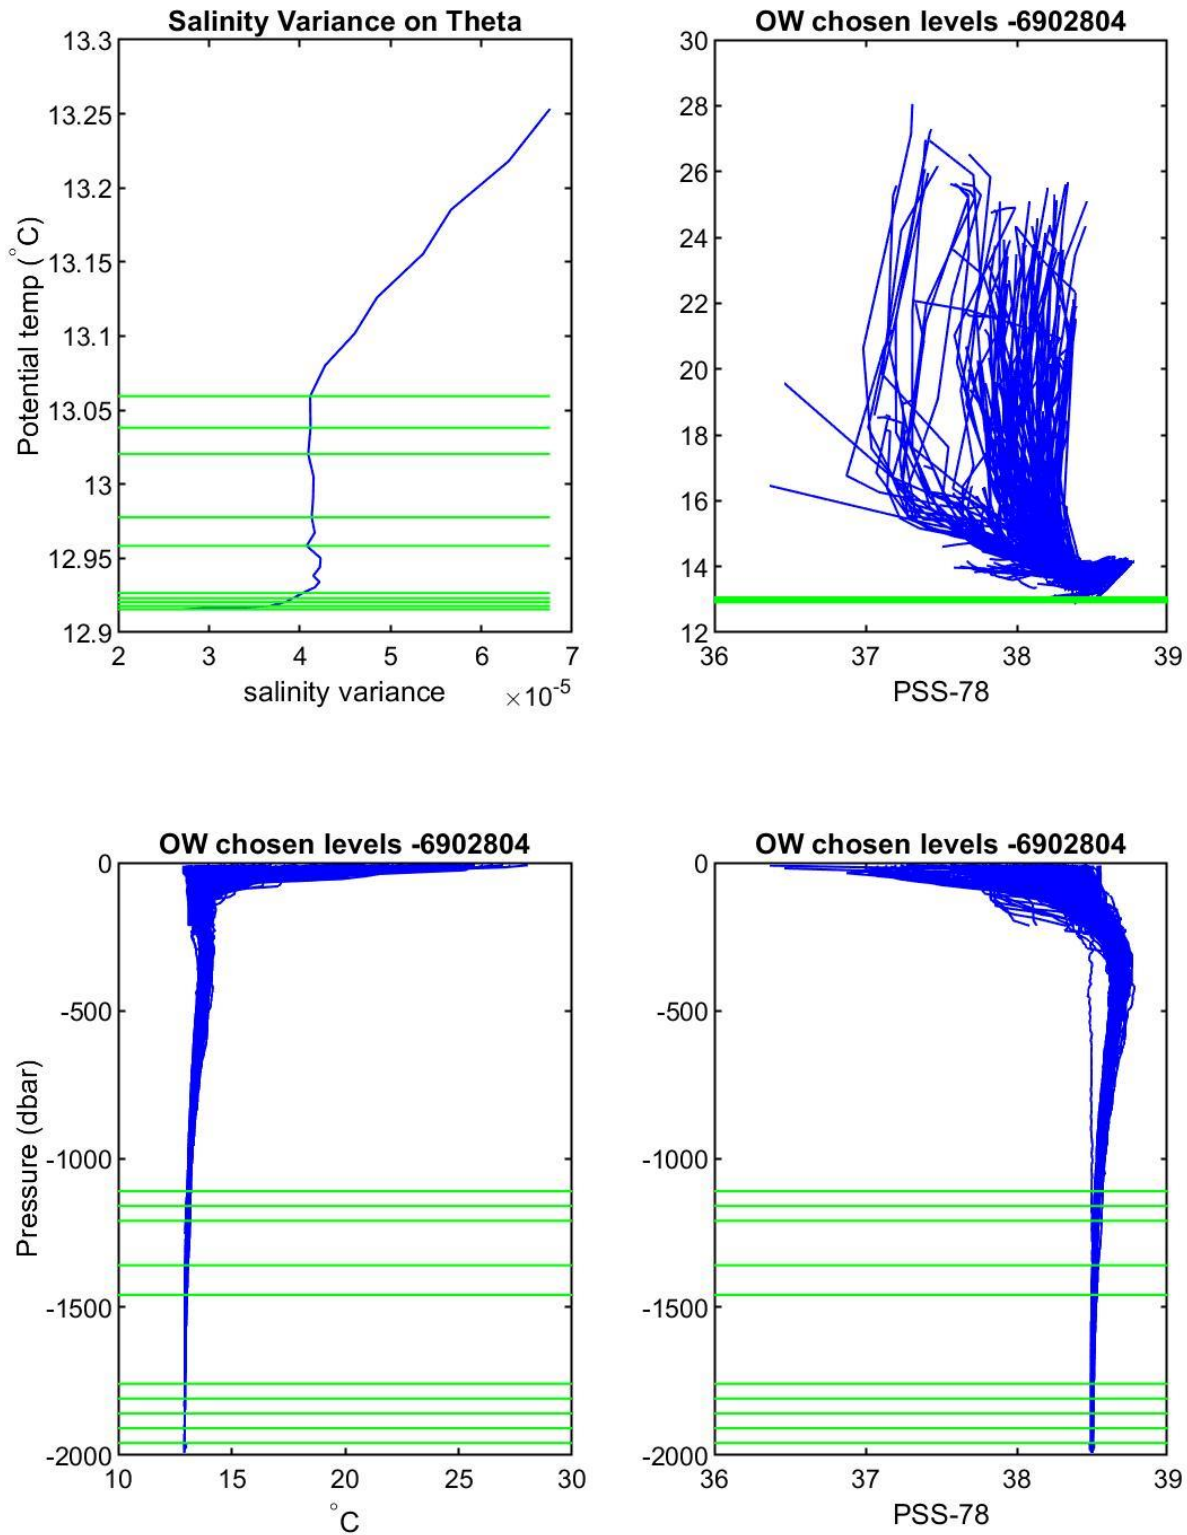 Salinity Variance on Theta
13.3
13.25
13.2
13.15
13.1
13.05
13
12.95
12.9
Potential temp (°C)
2 3 4 5 6 7
salinity variance ×10-5
OW chosen levels -6902804
30
28
26
24
22
20
18
16
14
12
36 37 38 39
PSS-78
OW chosen levels -6902804
0
-500
-1000
-1500
-2000
Pressure (dbar)
10 15 20 25 30
°C
OW chosen levels -6902804
0
-500
-1000
-1500
-2000
36 37 38 39
PSS-78